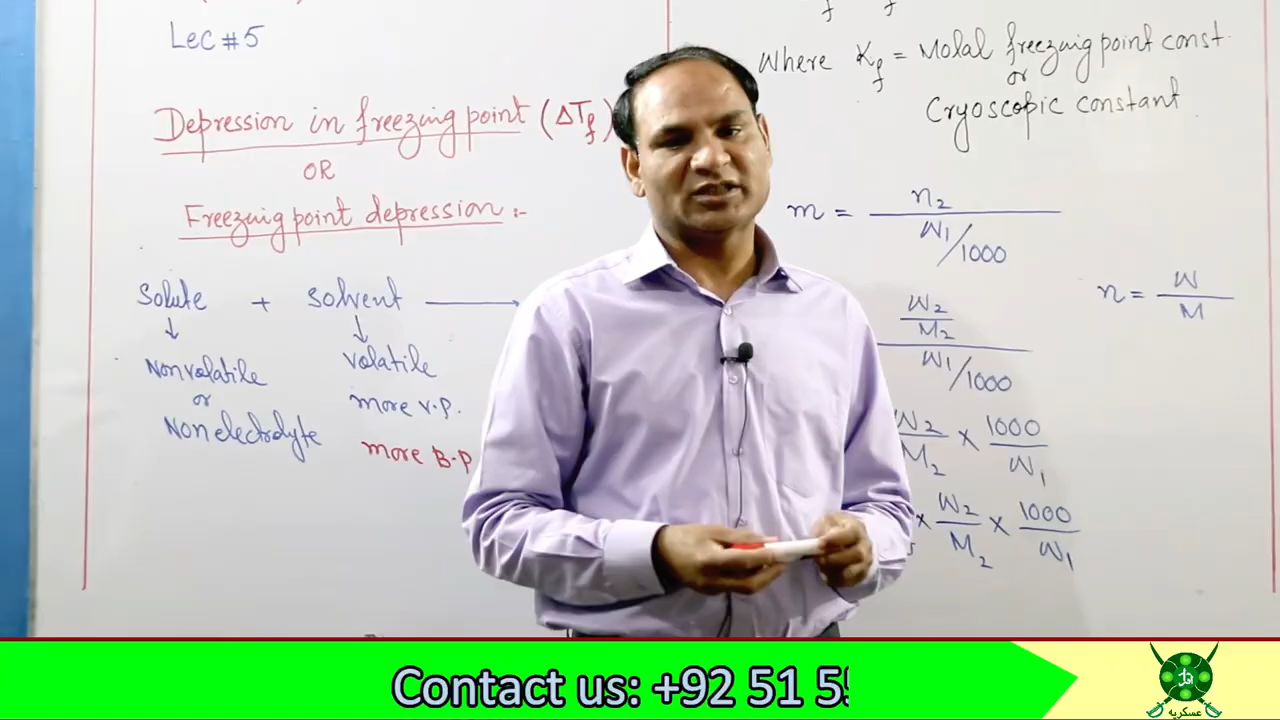 Lec #5
Depression in freezing point (ΔTf)
OR
Freezing point depression :-
Solute + Solvent →
↓ ↓
Nonvolatile volatile
or more v.p.
Nonelectrolyte more B.P
f f
Where Kf = Molal freezing point const.
or
Cryoscopic constant
m = n2 / W1/1000
n = W / M
W2/M2 / W1/1000
W2/M2 × 1000/W1
× W2/M2 × 1000/W1
Contact us: +92 51 5
عسکریہ